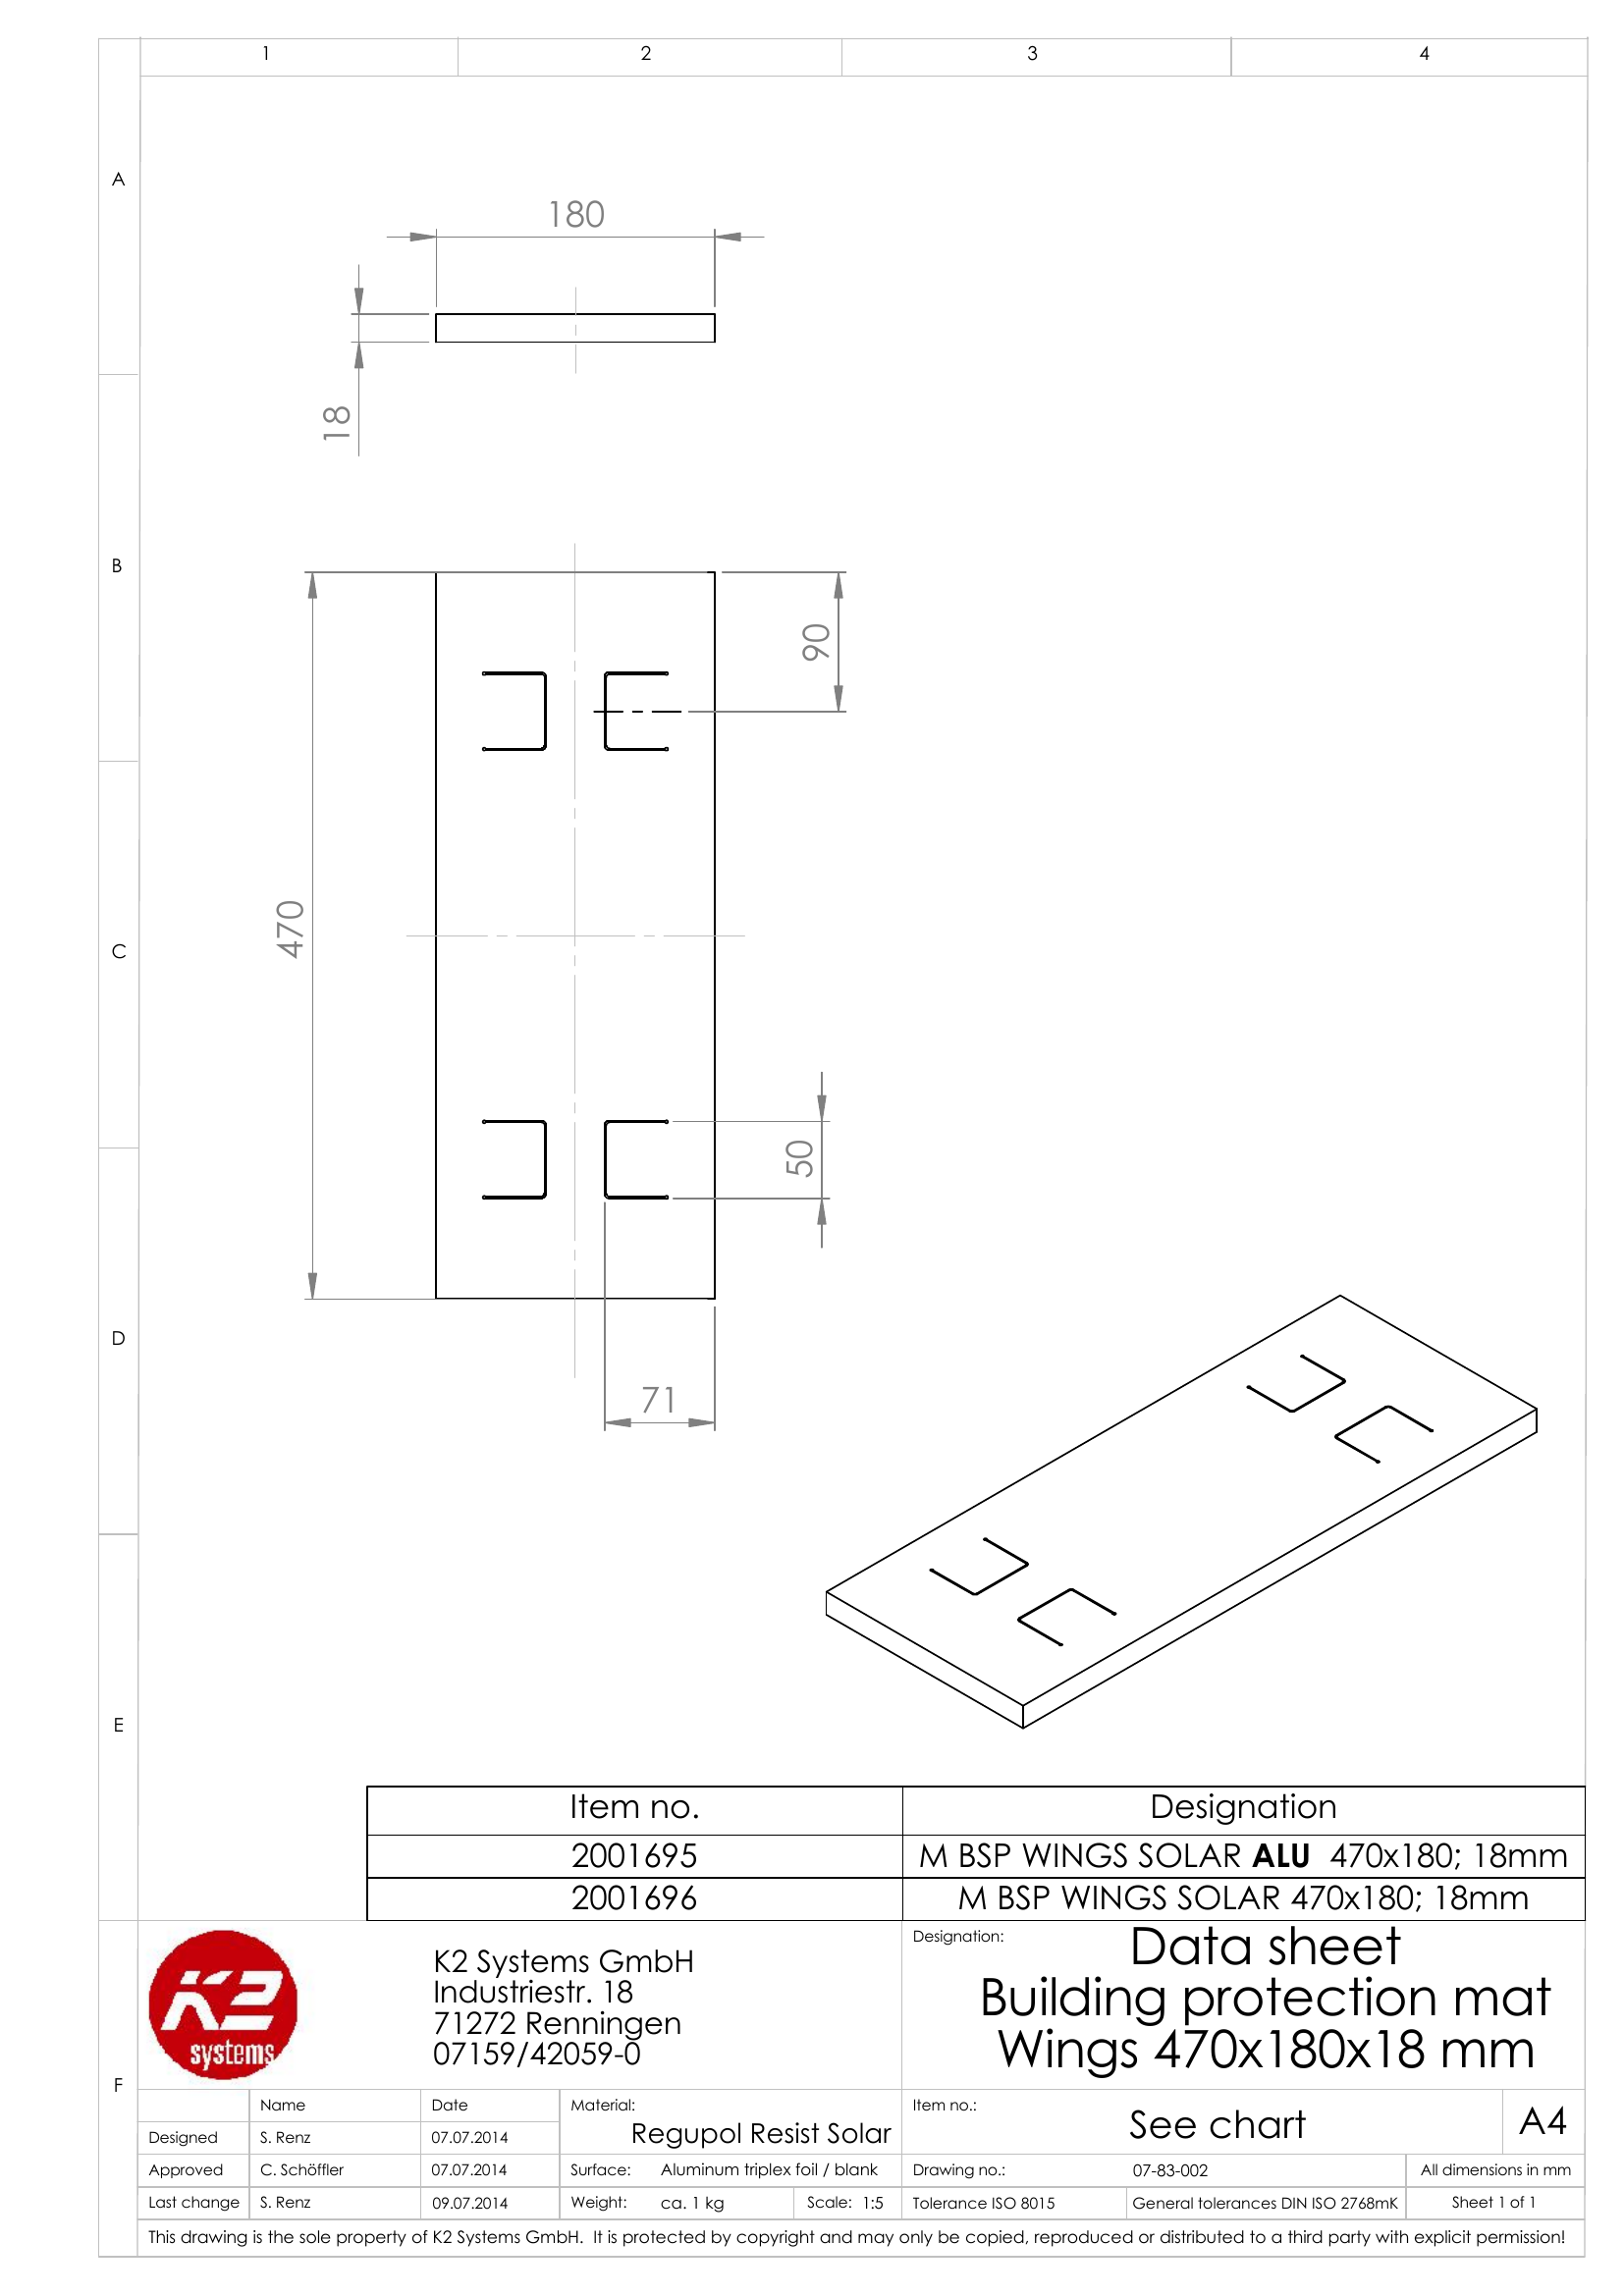 1 2 3 4
A
180
18
B
90
470
C
50
D
71
E
Item no. Designation
2001695 M BSP WINGS SOLAR ALU 470x180; 18mm
2001696 M BSP WINGS SOLAR 470x180; 18mm
K2 systems
K2 Systems GmbH
Industriestr. 18
71272 Renningen
07159/42059-0
Designation:
Data sheet
Building protection mat
Wings 470x180x18 mm
F
Name Date Material: Item no.:
Regupol Resist Solar See chart A4
Designed S. Renz 07.07.2014
Approved C. Schöffler 07.07.2014 Surface: Aluminum triplex foil / blank Drawing no.: 07-83-002 All dimensions in mm
Last change S. Renz 09.07.2014 Weight: ca. 1 kg Scale: 1:5 Tolerance ISO 8015 General tolerances DIN ISO 2768mK Sheet 1 of 1
This drawing is the sole property of K2 Systems GmbH. It is protected by copyright and may only be copied, reproduced or distributed to a third party with explicit permission!